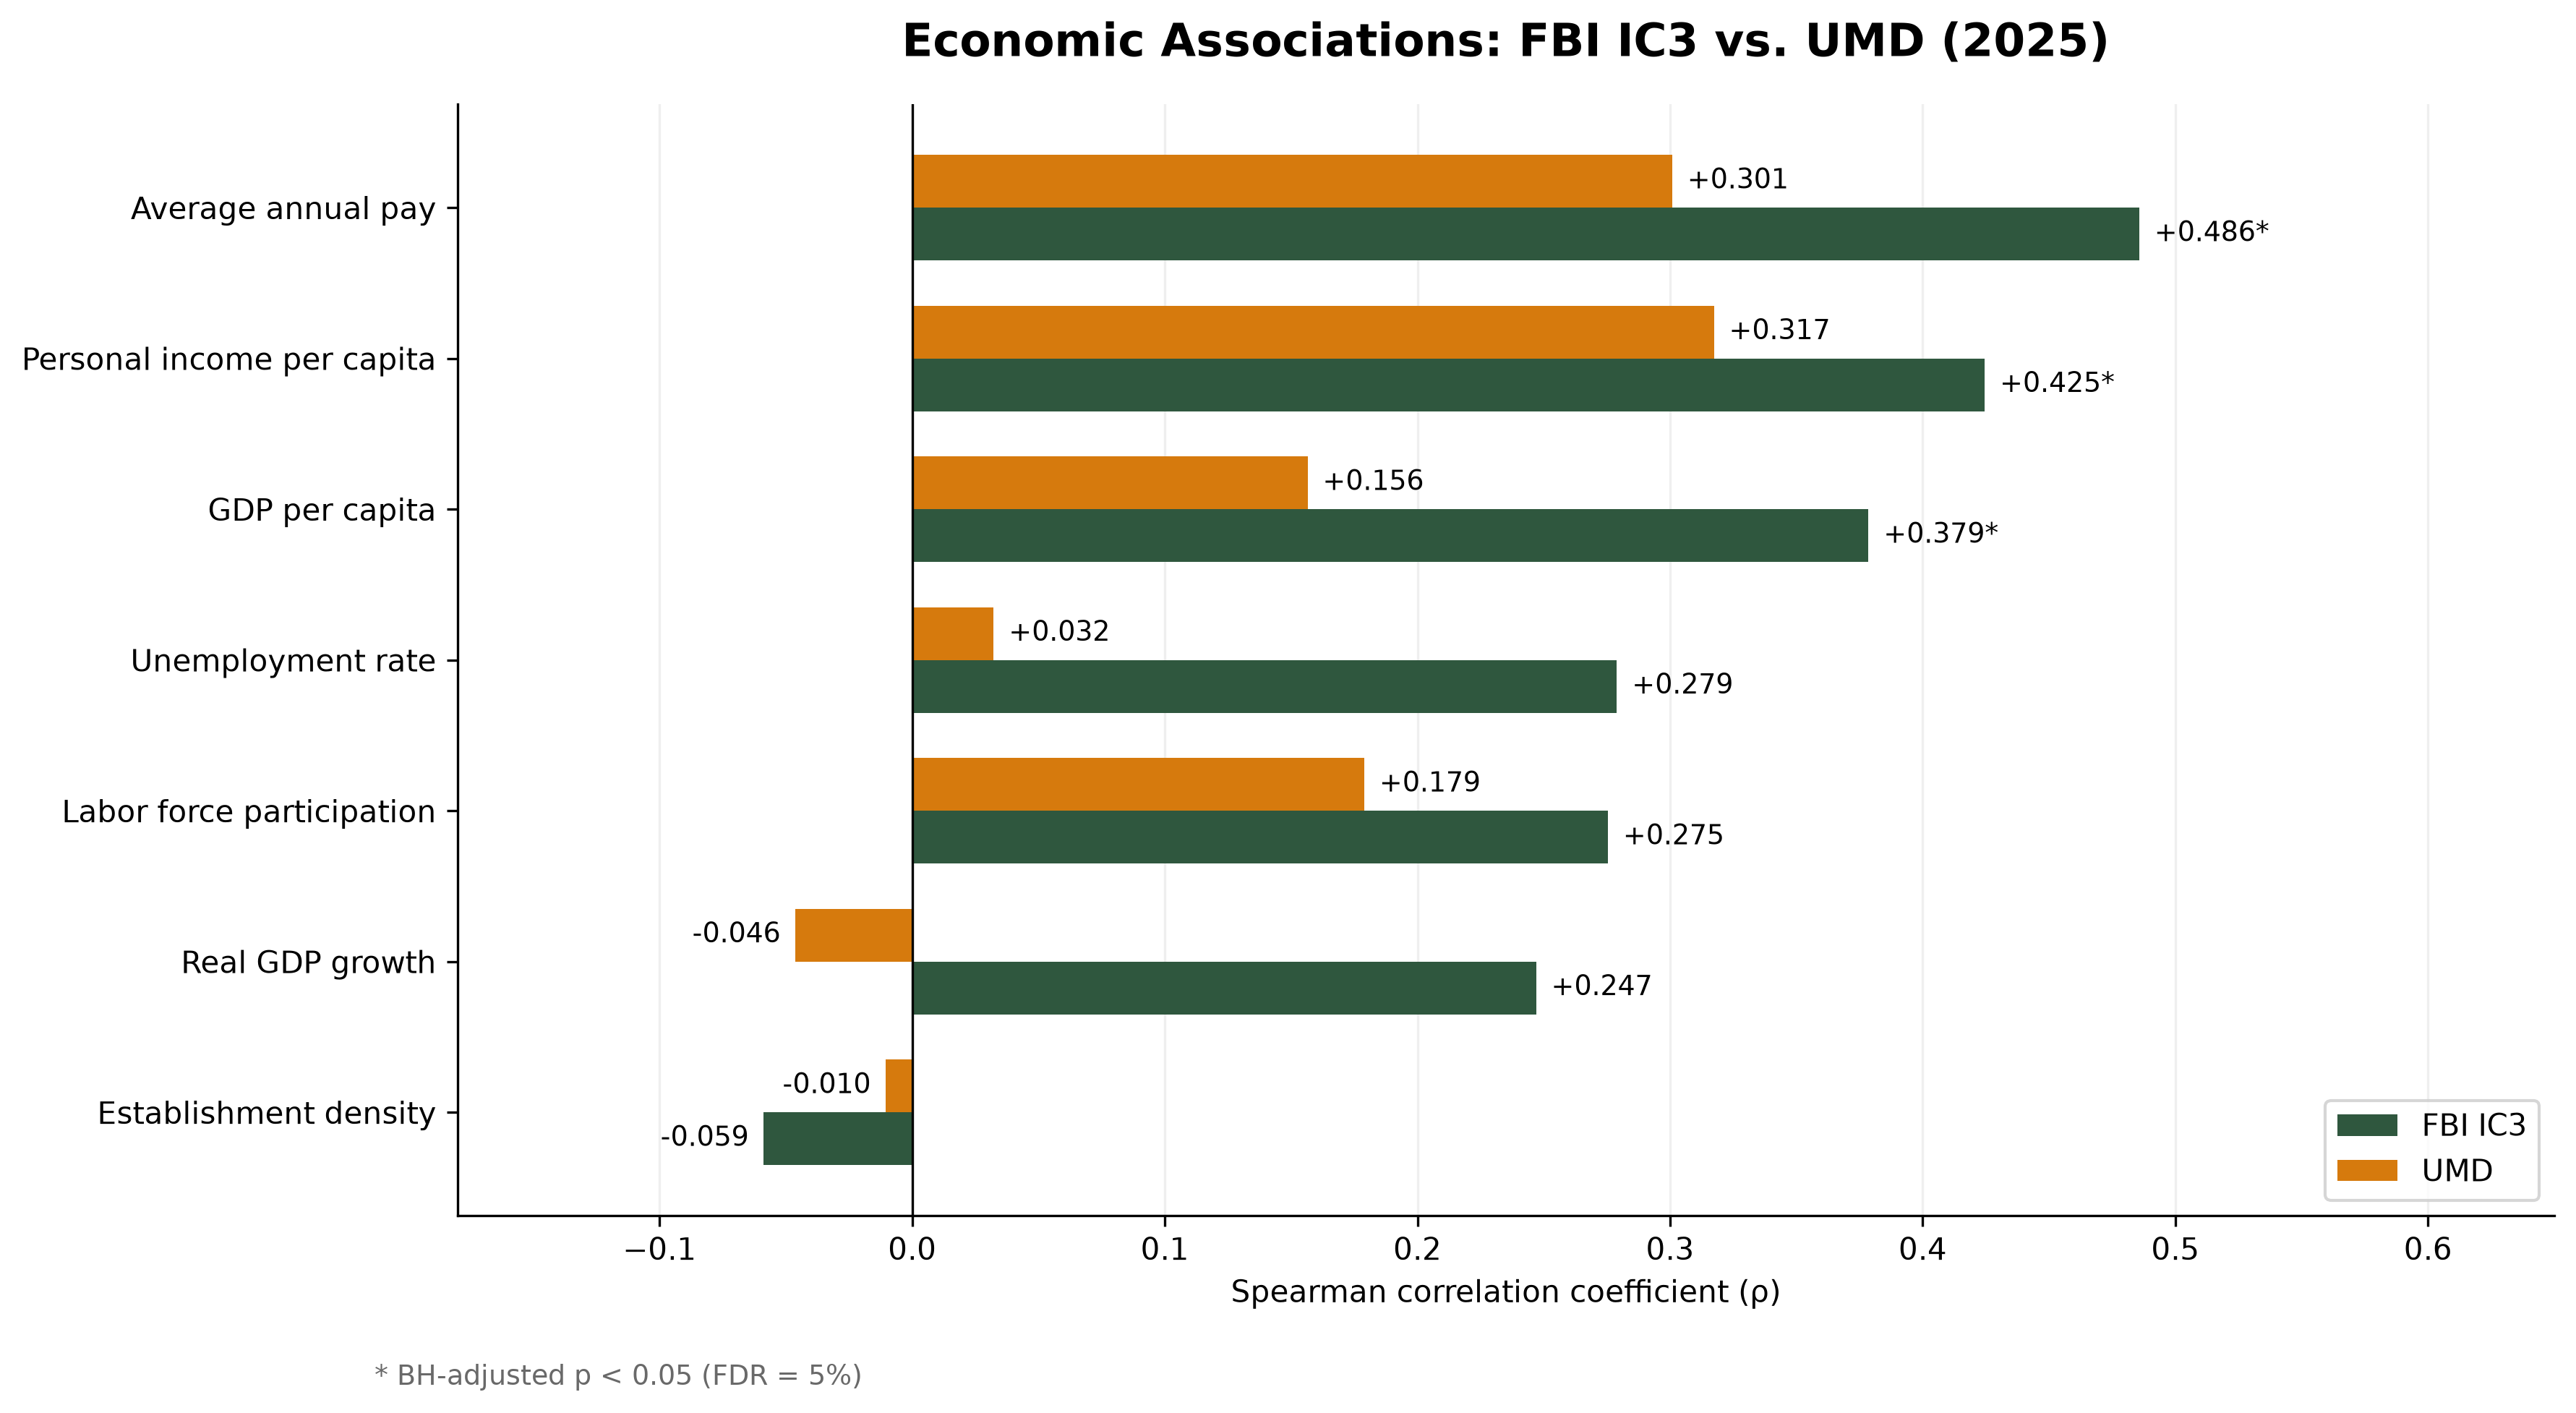 Economic Associations: FBI IC3 vs. UMD (2025)
Average annual pay
+0.301
+0.486*
Personal income per capita
+0.317
+0.425*
GDP per capita
+0.156
+0.379*
Unemployment rate
+0.032
+0.279
Labor force participation
+0.179
+0.275
Real GDP growth
-0.046
+0.247
Establishment density
-0.010
-0.059
FBI IC3
UMD
−0.1 0.0 0.1 0.2 0.3 0.4 0.5 0.6
Spearman correlation coefficient (ρ)
* BH-adjusted p < 0.05 (FDR = 5%)